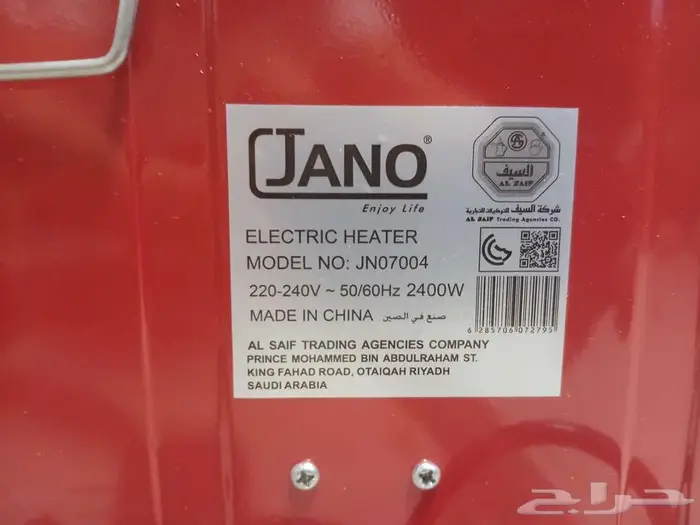 JANO®
Enjoy Life
السيف
AL SAIF
شركة السيف للتوكيلات التجارية
AL SAIF Trading Agencies CO.
ELECTRIC HEATER
MODEL NO: JN07004
220-240V ~ 50/60Hz 2400W
MADE IN CHINA صنع في الصين
6 285706 072795
AL SAIF TRADING AGENCIES COMPANY
PRINCE MOHAMMED BIN ABDULRAHAM ST.
KING FAHAD ROAD, OTAIQAH RIYADH
SAUDI ARABIA
حراج